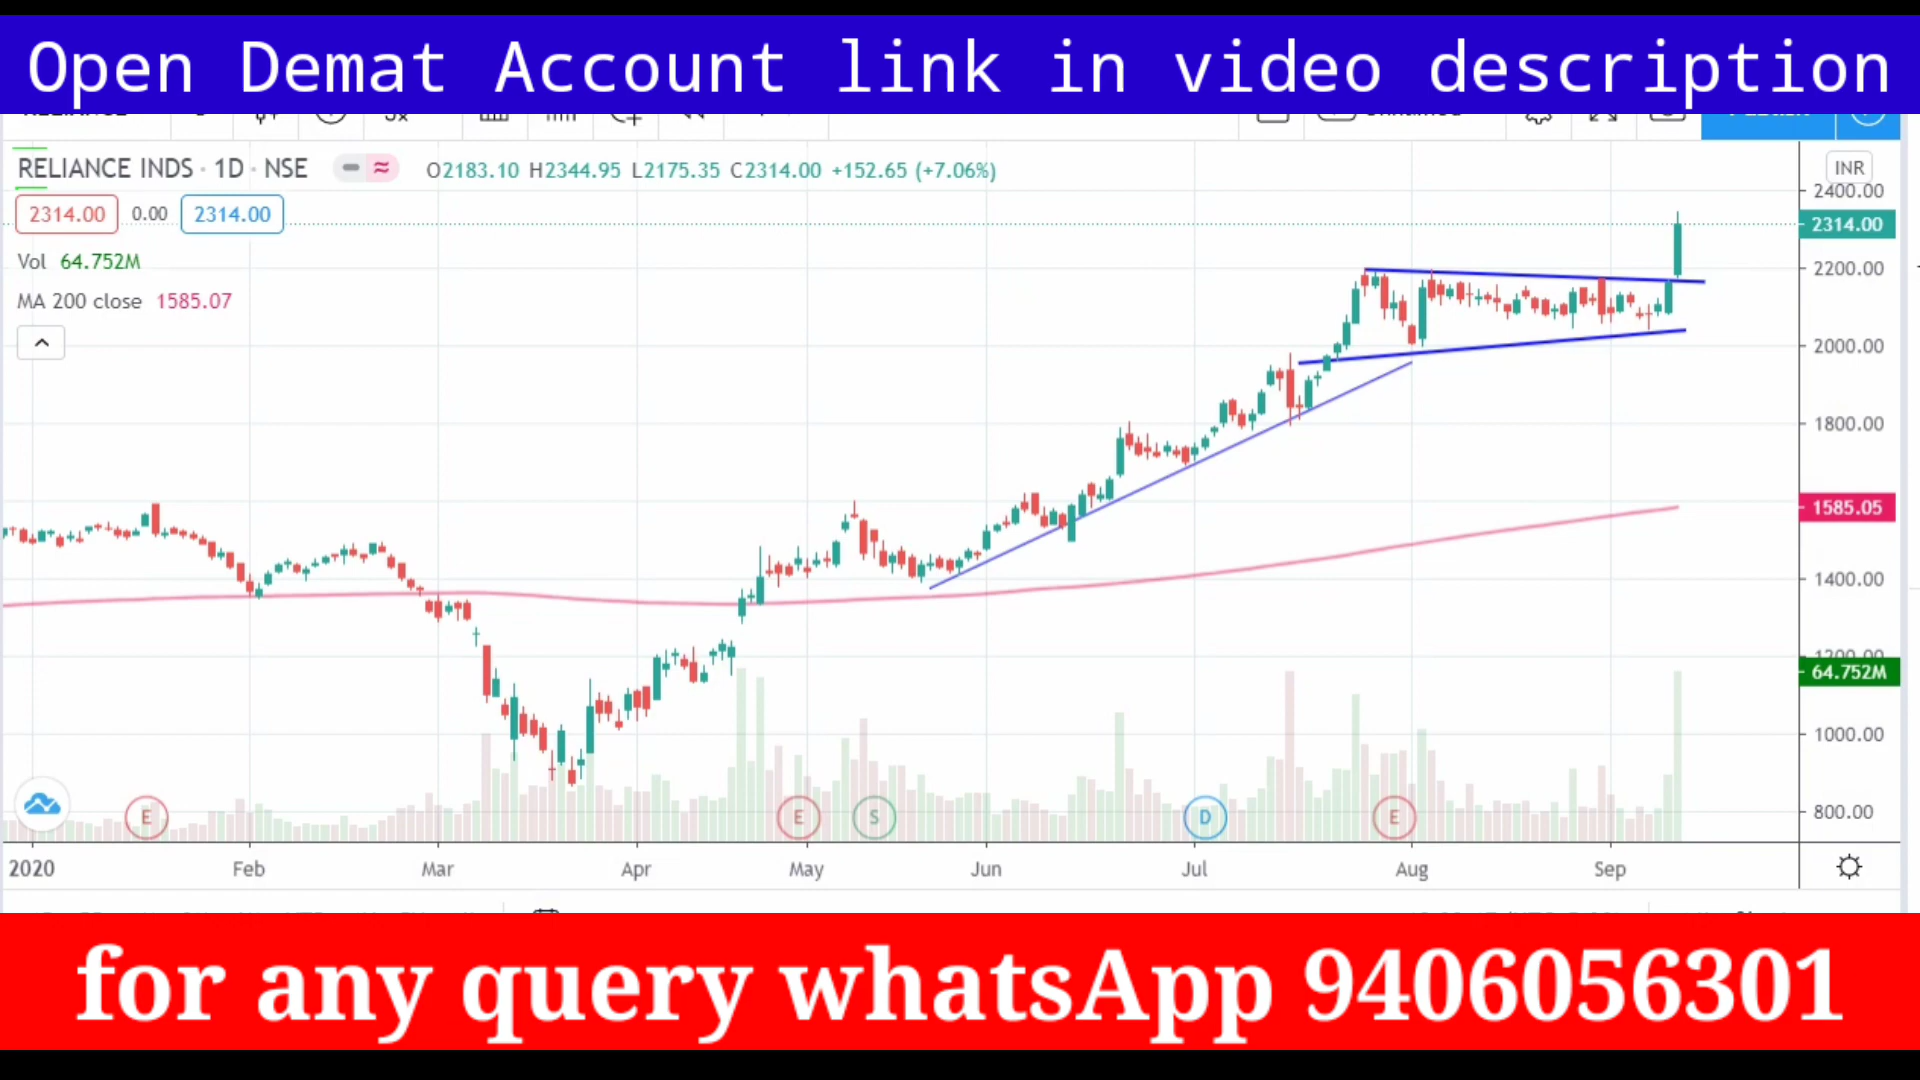 Open Demat Account link in video description
RELIANCE INDS · 1D · NSE O2183.10 H2344.95 L2175.35 C2314.00 +152.65 (+7.06%)
INR
2314.00 0.00 2314.00
Vol 64.752M
MA 200 close 1585.07
2400.00
2314.00
2200.00
2000.00
1800.00
1585.05
1400.00
64.752M
1000.00
800.00
E E S D E
2020 Feb Mar Apr May Jun Jul Aug Sep
for any query whatsApp 9406056301